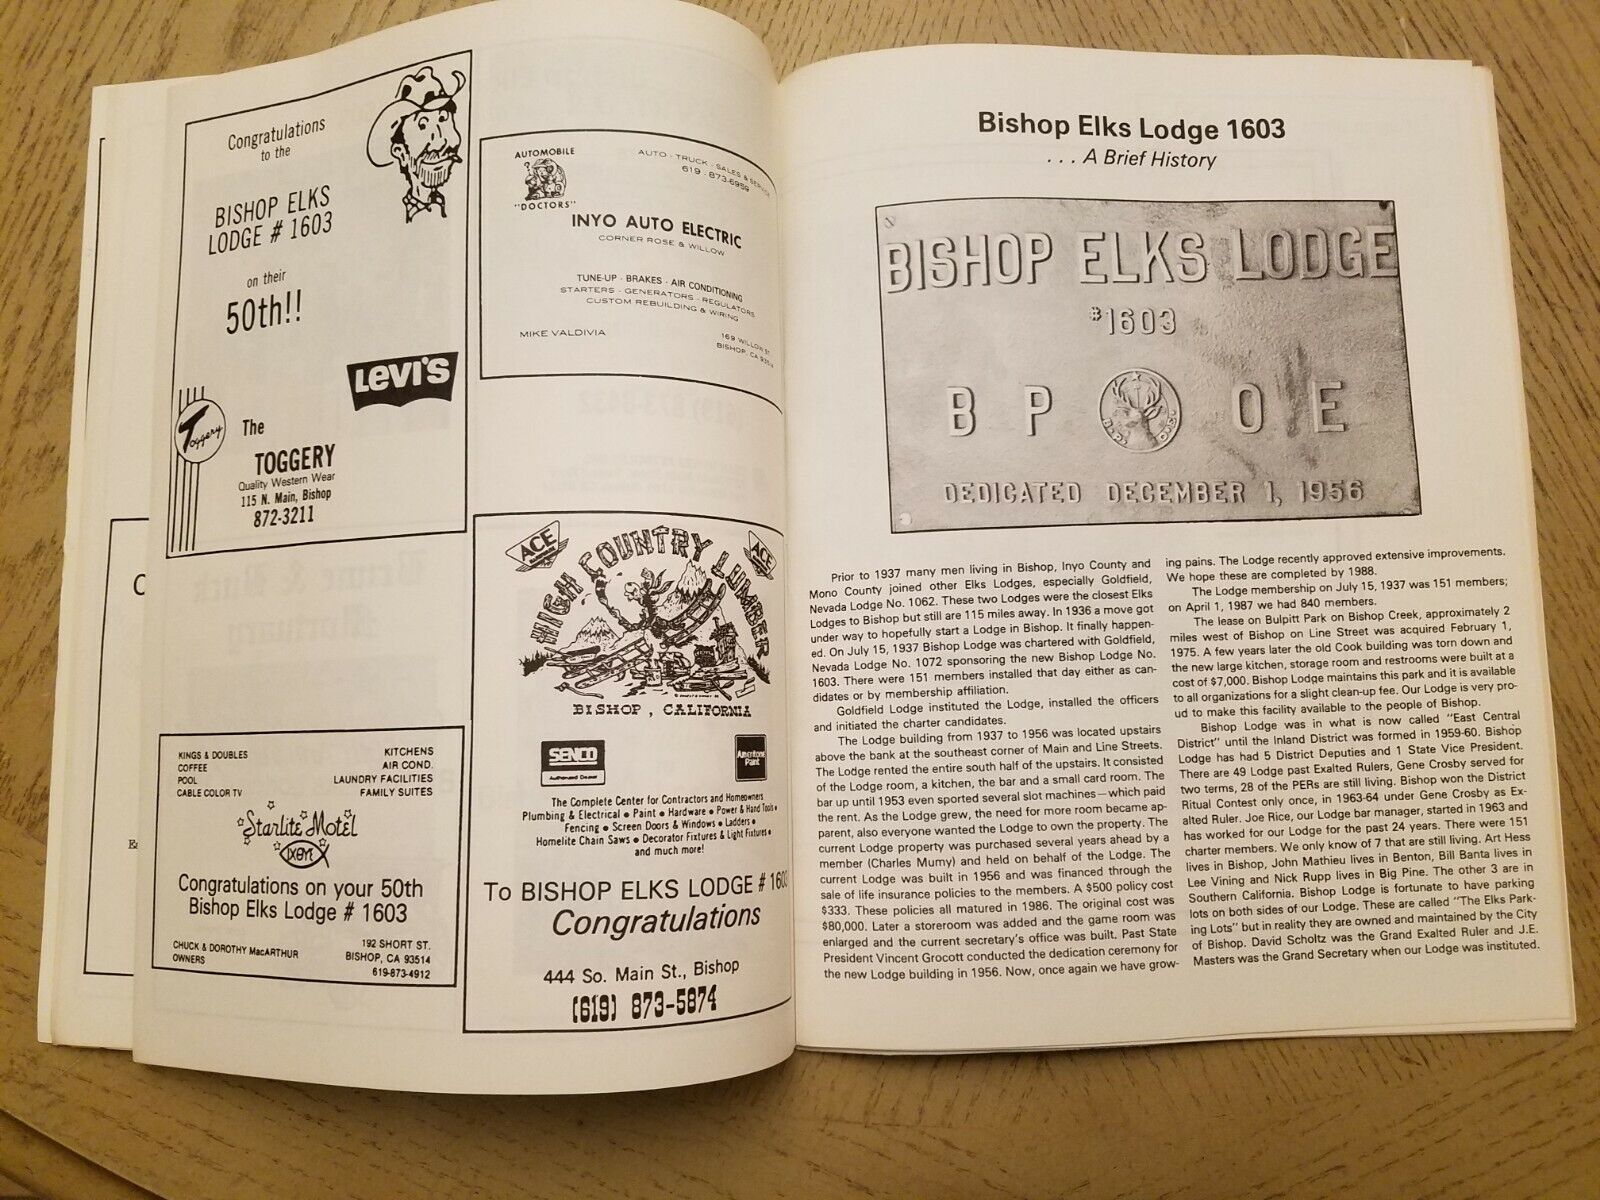 Congratulations
to the
BISHOP ELKS
LODGE # 1603
on their
50th!!
LEVI'S
Toggery
The
TOGGERY
Quality Western Wear
115 N. Main, Bishop
872-3211
KINGS & DOUBLES
COFFEE
POOL
CABLE COLOR TV
KITCHENS
AIR COND.
LAUNDRY FACILITIES
FAMILY SUITES
Starlite Motel
Congratulations on your 50th
Bishop Elks Lodge # 1603
CHUCK & DOROTHY MacARTHUR
OWNERS
192 SHORT ST.
BISHOP, CA 93514
619-873-4912
AUTOMOBILE
"DOCTORS"
AUTO - TRUCK - SALES & SERVICE
619 - 873-6959
INYO AUTO ELECTRIC
CORNER ROSE & WILLOW
TUNE-UP - BRAKES - AIR CONDITIONING
STARTERS - GENERATORS - REGULATORS
CUSTOM REBUILDING & WIRING
MIKE VALDIVIA
169 WILLOW ST.
BISHOP, CA 93514
ACE
ACE
HIGH COUNTRY LUMBER
BISHOP, CALIFORNIA
SENCO
Authorized Dealer
Ameritone
Paint
The Complete Center for Contractors and Homeowners
Plumbing & Electrical • Paint • Hardware • Power & Hand Tools •
Fencing • Screen Doors & Windows • Ladders •
Homelite Chain Saws • Decorator Fixtures & Light Fixtures •
and much more!
To BISHOP ELKS LODGE # 1603
Congratulations
444 So. Main St., Bishop
(619) 873-5874
Bishop Elks Lodge 1603
. . . A Brief History
BISHOP ELKS LODGE
#1603
B P O E
DEDICATED DECEMBER 1, 1956
Prior to 1937 many men living in Bishop, Inyo County and
Mono County joined other Elks Lodges, especially Goldfield,
Nevada Lodge No. 1062. These two Lodges were the closest Elks
Lodges to Bishop but still are 115 miles away. In 1936 a move got
under way to hopefully start a Lodge in Bishop. It finally happen-
ed. On July 15, 1937 Bishop Lodge was chartered with Goldfield,
Nevada Lodge No. 1072 sponsoring the new Bishop Lodge No.
1603. There were 151 members installed that day either as can-
didates or by membership affiliation.
Goldfield Lodge instituted the Lodge, installed the officers
and initiated the charter candidates.
The Lodge building from 1937 to 1956 was located upstairs
above the bank at the southeast corner of Main and Line Streets.
The Lodge rented the entire south half of the upstairs. It consisted
of the Lodge room, a kitchen, the bar and a small card room. The
bar up until 1953 even sported several slot machines—which paid
the rent. As the Lodge grew, the need for more room became ap-
parent, also everyone wanted the Lodge to own the property. The
current Lodge property was purchased several years ahead by a
member (Charles Mumy) and held on behalf of the Lodge. The
current Lodge was built in 1956 and was financed through the
sale of life insurance policies to the members. A $500 policy cost
$333. These policies all matured in 1986. The original cost was
$80,000. Later a storeroom was added and the game room was
enlarged and the current secretary's office was built. Past State
President Vincent Grocott conducted the dedication ceremony for
the new Lodge building in 1956. Now, once again we have grow-
ing pains. The Lodge recently approved extensive improvements.
We hope these are completed by 1988.
The Lodge membership on July 15, 1937 was 151 members;
on April 1, 1987 we had 840 members.
The lease on Bulpitt Park on Bishop Creek, approximately 2
miles west of Bishop on Line Street was acquired February 1,
1975. A few years later the old Cook building was torn down and
the new large kitchen, storage room and restrooms were built at a
cost of $7,000. Bishop Lodge maintains this park and it is available
to all organizations for a slight clean-up fee. Our Lodge is very pro-
ud to make this facility available to the people of Bishop.
Bishop Lodge was in what is now called "East Central
District" until the Inland District was formed in 1959-60. Bishop
Lodge has had 5 District Deputies and 1 State Vice President.
There are 49 Lodge past Exalted Rulers, Gene Crosby served for
two terms, 28 of the PERs are still living. Bishop won the District
Ritual Contest only once, in 1963-64 under Gene Crosby as Ex-
alted Ruler. Joe Rice, our Lodge bar manager, started in 1963 and
has worked for our Lodge for the past 24 years. There were 151
charter members. We only know of 7 that are still living. Art Hess
lives in Bishop, John Mathieu lives in Benton, Bill Banta lives in
Lee Vining and Nick Rupp lives in Big Pine. The other 3 are in
Southern California. Bishop Lodge is fortunate to have parking
lots on both sides of our Lodge. These are called "The Elks Park-
ing Lots" but in reality they are owned and maintained by the City
of Bishop. David Scholtz was the Grand Exalted Ruler and J.E.
Masters was the Grand Secretary when our Lodge was instituted.